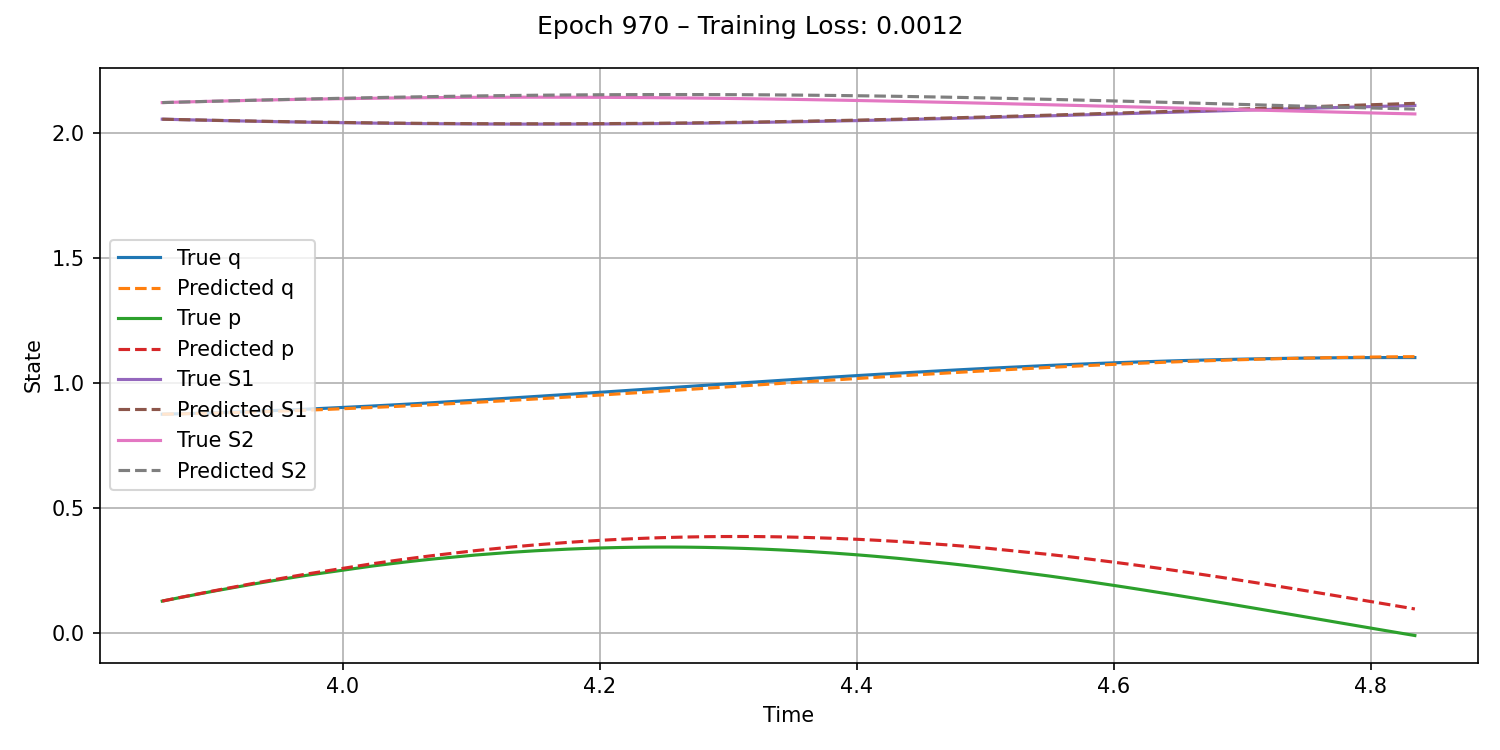 Epoch 970 – Training Loss: 0.0012
2.0
1.5
1.0
0.5
0.0
State
True q
Predicted q
True p
Predicted p
True S1
Predicted S1
True S2
Predicted S2
4.0 4.2 4.4 4.6 4.8
Time